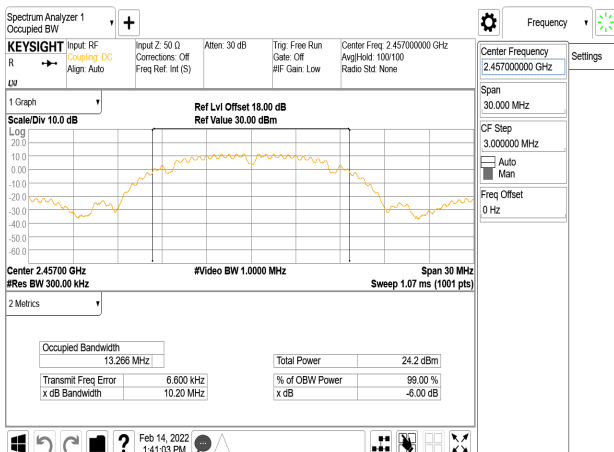 Spectrum Analyzer 1
Occupied BW
Frequency
KEYSIGHT
R
Input: RF
Coupling: DC
Align: Auto
Input Z: 50 Ω
Corrections: Off
Freq Ref: Int (S)
Atten: 30 dB
Trig: Free Run
Gate: Off
#IF Gain: Low
Center Freq: 2.457000000 GHz
Avg|Hold: 100/100
Radio Std: None
1 Graph
Ref Lvl Offset 18.00 dB
Scale/Div 10.0 dB
Ref Value 30.00 dBm
Log
20.0
10.0
0.00
-10.0
-20.0
-30.0
-40.0
-50.0
-60.0
Center 2.45700 GHz
#Video BW 1.0000 MHz
Span 30 MHz
#Res BW 300.00 kHz
Sweep 1.07 ms (1001 pts)
2 Metrics
Occupied Bandwidth
13.266 MHz
Total Power
24.2 dBm
Transmit Freq Error
6.600 kHz
% of OBW Power
99.00 %
x dB Bandwidth
10.20 MHz
x dB
-6.00 dB
Center Frequency
2.457000000 GHz
Settings
Span
30.000 MHz
CF Step
3.000000 MHz
Auto
Man
Freq Offset
0 Hz
?
Feb 14, 2022
1:41:03 PM